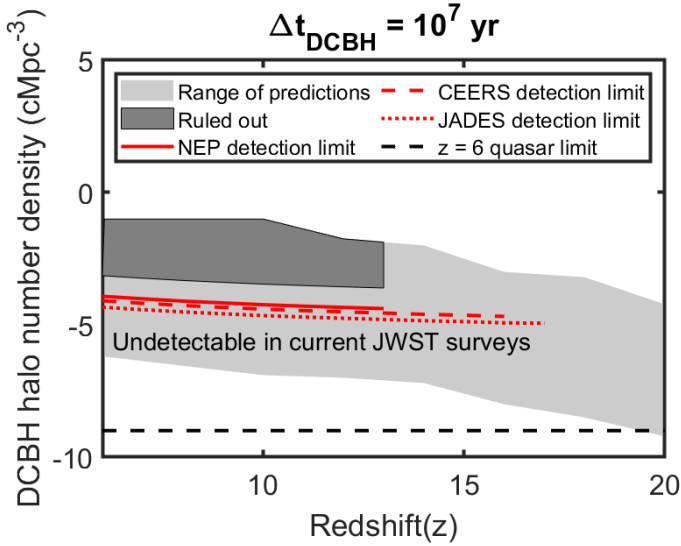 Δt_DCBH = 10^7 yr
DCBH halo number density (cMpc^-3)
5
0
-5
-10
Range of predictions
Ruled out
NEP detection limit
CEERS detection limit
JADES detection limit
z = 6 quasar limit
Undetectable in current JWST surveys
10
15
20
Redshift(z)